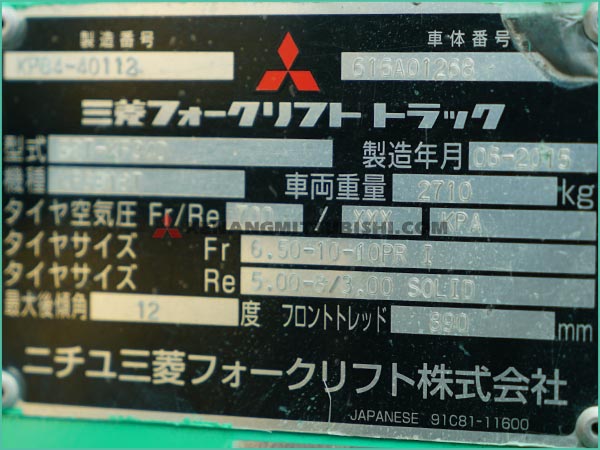 製造番号 車体番号
三菱フォークリフト トラック
型式 製造年月 06-2015
機種 車両重量 2710 kg
タイヤ空気圧 Fr/Re 700 / XXX KPA
タイヤサイズ Fr 6.50-10-10PR I
タイヤサイズ Re 5.00-8/3.00 SOLID
最大後傾角 12 度 フロントトレッド 890 mm
ニチユ三菱フォークリフト株式会社
JAPANESE 91C81-11600